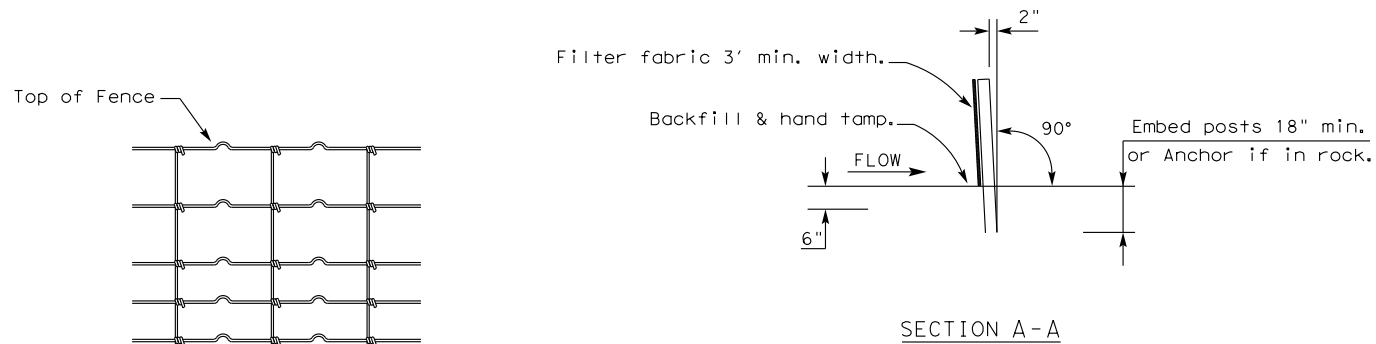 Top of Fence
2"
Filter fabric 3' min. width.
Backfill & hand tamp.
90°
Embed posts 18" min.
or Anchor if in rock.
FLOW
6"
SECTION A-A